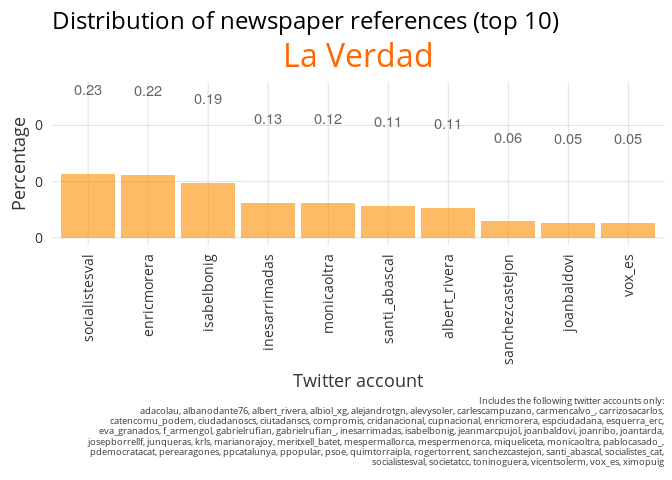 Distribution of newspaper references (top 10)
La Verdad
0.23
0.22
0.19
0.13
0.12
0.11
0.11
0.06
0.05
0.05
Percentage
0
0
0
socialistesval
enricmorera
isabelbonig
inesarrimadas
monicaoltra
santi_abascal
albert_rivera
sanchezcastejon
joanbaldovi
vox_es
Twitter account
Includes the following twitter accounts only:
adacolau, albanodante76, albert_rivera, albiol_xg, alejandrotgn, alevysoler, carlescampuzano, carmencalvo_, carrizosacarlos,
catencomu_podem, ciudadanoscs, ciutadanscs, compromis, cridanacional, cupnacional, enricmorera, espciudadana, esquerra_erc,
eva_granados, f_armengol, gabrielrufian, gabrielrufian_, inesarrimadas, isabelbonig, jeanmarcpujol, joanbaldovi, joanribo, joantarda,
josepborrellf, junqueras, krls, marianorajoy, meritxell_batet, mespermallorca, mespermenorca, miqueliceta, monicaoltra, pablocasado_,
pdemocratacat, perearagones, ppcatalunya, ppopular, psoe, quimtorraipla, rogertorrent, sanchezcastejon, santi_abascal, socialistes_cat,
socialistesval, societatcc, toninoguera, vicentsolerm, vox_es, ximopuig